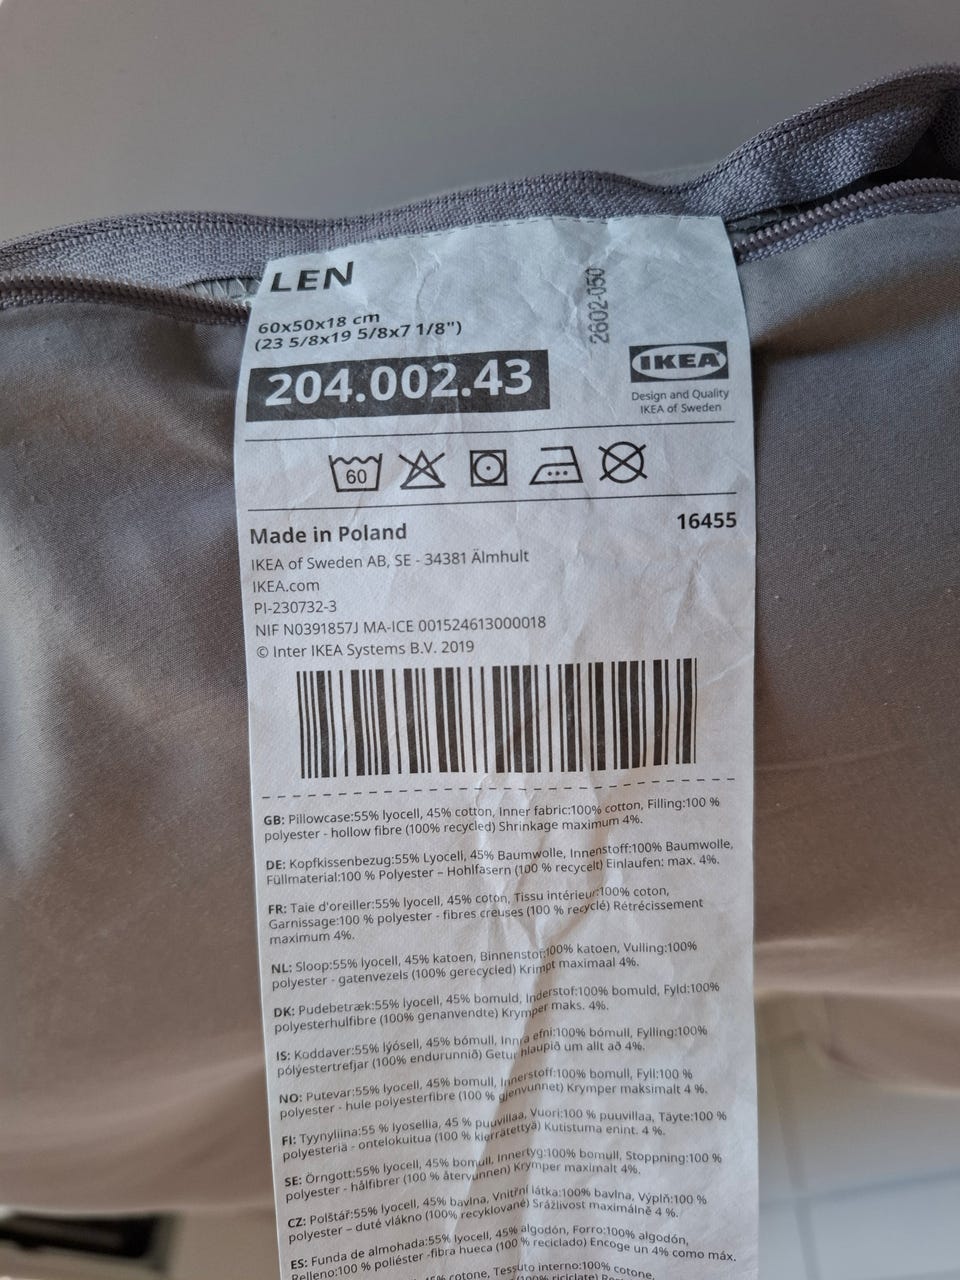 LEN
2602-050
60x50x18 cm
(23 5/8x19 5/8x7 1/8")
204.002.43
IKEA
Design and Quality
IKEA of Sweden
60
Made in Poland
16455
IKEA of Sweden AB, SE - 34381 Älmhult
IKEA.com
PI-230732-3
NIF N0391857J MA-ICE 001524613000018
© Inter IKEA Systems B.V. 2019
GB: Pillowcase:55% lyocell, 45% cotton, Inner fabric:100% cotton, Filling:100 %
polyester - hollow fibre (100% recycled) Shrinkage maximum 4%.
DE: Kopfkissenbezug:55% Lyocell, 45% Baumwolle, Innenstoff:100% Baumwolle,
Füllmaterial:100 % Polyester – Hohlfasern (100 % recycelt) Einlaufen: max. 4%.
FR: Taie d'oreiller:55% lyocell, 45% coton, Tissu intérieur:100% coton,
Garnissage:100 % polyester - fibres creuses (100 % recyclé) Rétrécissement
maximum 4%.
NL: Sloop:55% lyocell, 45% katoen, Binnenstof:100% katoen, Vulling:100%
polyester - gatenvezels (100% gerecycled) Krimpt maximaal 4%.
DK: Pudebetræk:55% lyocell, 45% bomuld, Inderstof:100% bomuld, Fyld:100%
polyesterhulfibre (100% genanvendte) Krymper maks. 4%.
IS: Koddaver:55% lýósell, 45% bómull, Innra efni:100% bómull, Fylling:100%
pólýestertrefjar (100% endurunnið) Getur hlaupið um allt að 4%.
NO: Putevar:55% lyocell, 45% bomull, Innerstoff:100% bomull, Fyll:100 %
polyester - hule polyesterfibre (100 % gjenvunnet) Krymper maksimalt 4 %.
FI: Tyynyliina:55 % lyosellia, 45 % puuvillaa, Vuori:100 % puuvillaa, Täyte:100 %
polyesteriä - ontelokuitua (100 % kierrätettyä) Kutistuma enint. 4 %.
SE: Örngott:55% lyocell, 45% bomull, Innertyg:100% bomull, Stoppning:100 %
polyester - hålfibrer (100 % återvunnen) Krymper maximalt 4%.
CZ: Polštář:55% lyocell, 45% bavlna, Vnitřní látka:100% bavlna, Výplň:100 %
polyester – duté vlákno (100% recyklované) Srážlivost maximálně 4 %.
ES: Funda de almohada:55% lyocell, 45% algodón, Forro:100% algodón,
Relleno:100 % poliéster -fibra hueca (100 % reciclado) Encoge un 4% como máx.
45% cotone, Tessuto interno:100% cotone,